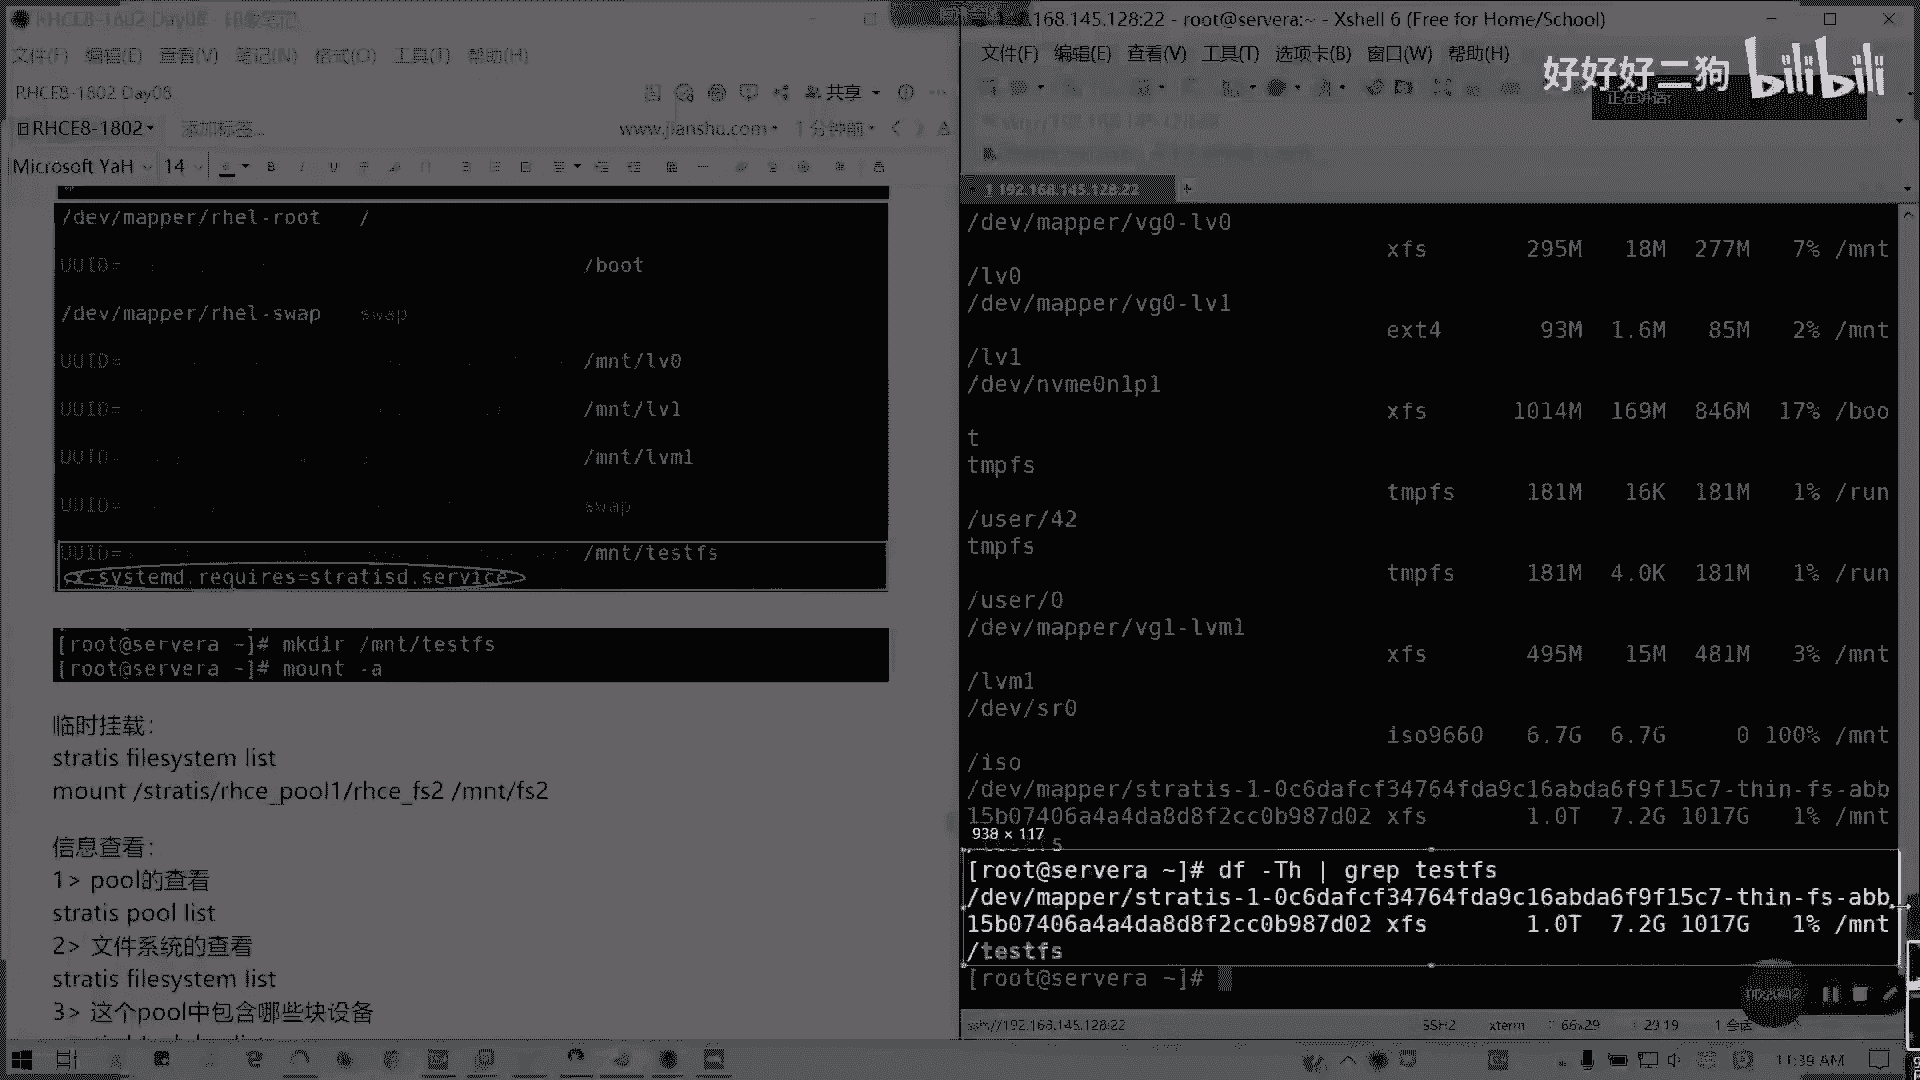 RHCE8-1802 Day08
文件(F) 编辑(E) 查看(V) 笔记(N) 格式(O) 工具(T) 帮助(H)
RHCE8-1802 Day08
共享
RHCE8-1802
添加标签...
www.jianshu.com
1 分钟前
Microsoft YaH
14
/dev/mapper/rhel-root /
UUID= /boot
/dev/mapper/rhel-swap swap
UUID= /mnt/lv0
UUID= /mnt/lv1
UUID= /mnt/lvm1
UUID= swap
UUID= /mnt/testfs
x-systemd.requires=stratisd.service
[root@servera ~]# mkdir /mnt/testfs
[root@servera ~]# mount -a
临时挂载：
stratis filesystem list
mount /stratis/rhce_pool1/rhce_fs2 /mnt/fs2
信息查看：
1> pool的查看
stratis pool list
2> 文件系统的查看
stratis filesystem list
3> 这个pool中包含哪些块设备
.168.145.128:22 - root@servera:~ - Xshell 6 (Free for Home/School)
文件(F) 编辑(E) 查看(V) 工具(T) 选项卡(B) 窗口(W) 帮助(H)
好好好二狗 bilibili
正在讲话:
1 192.168.145.128:22
/dev/mapper/vg0-lv0
xfs 295M 18M 277M 7% /mnt
/lv0
/dev/mapper/vg0-lv1
ext4 93M 1.6M 85M 2% /mnt
/lv1
/dev/nvme0n1p1
xfs 1014M 169M 846M 17% /boo
t
tmpfs
tmpfs 181M 16K 181M 1% /run
/user/42
tmpfs
tmpfs 181M 4.0K 181M 1% /run
/user/0
/dev/mapper/vg1-lvm1
xfs 495M 15M 481M 3% /mnt
/lvm1
/dev/sr0
iso9660 6.7G 6.7G 0 100% /mnt
/iso
/dev/mapper/stratis-1-0c6dafcf34764fda9c16abda6f9f15c7-thin-fs-abb
15b07406a4a4da8d8f2cc0b987d02 xfs 1.0T 7.2G 1017G 1% /mnt
938 × 117
[root@servera ~]# df -Th | grep testfs
/dev/mapper/stratis-1-0c6dafcf34764fda9c16abda6f9f15c7-thin-fs-abb
15b07406a4a4da8d8f2cc0b987d02 xfs 1.0T 7.2G 1017G 1% /mnt
/testfs
[root@servera ~]#
ssh://192.168.145.128:22
SSH2
xterm
66x29
29,19
1 会话
11:39 AM